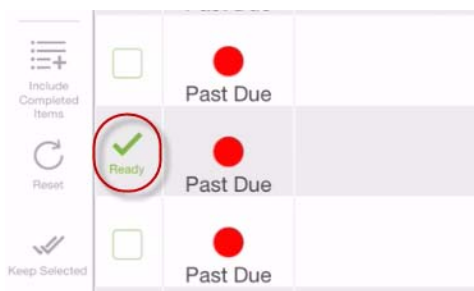 Include
Completed
Items
Reset
Keep Selected
Past Due
Ready
Past Due
Past Due